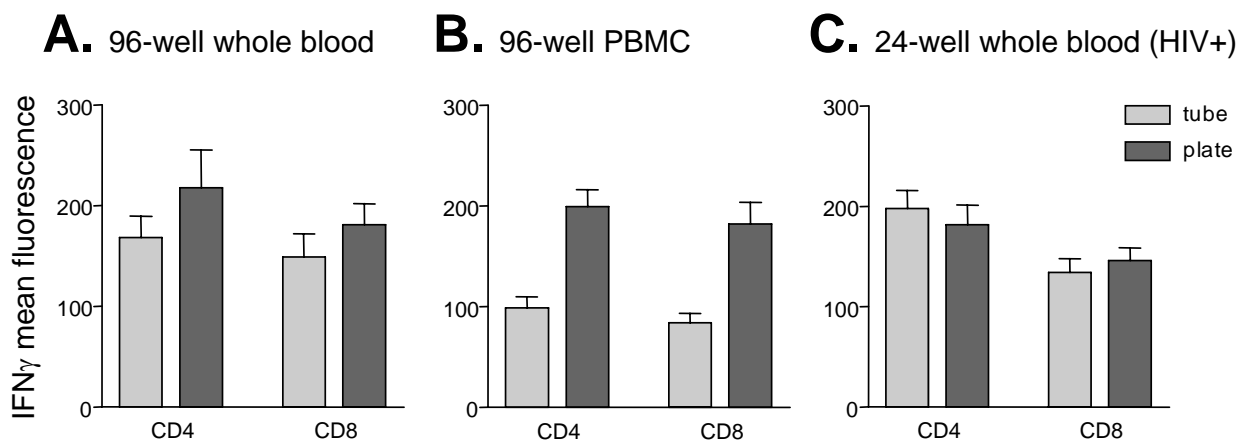 A. 96-well whole blood
B. 96-well PBMC
C. 24-well whole blood (HIV+)
IFNγ mean fluorescence
300
200
100
0
CD4
CD8
300
200
100
0
CD4
CD8
300
200
100
0
CD4
CD8
tube
plate